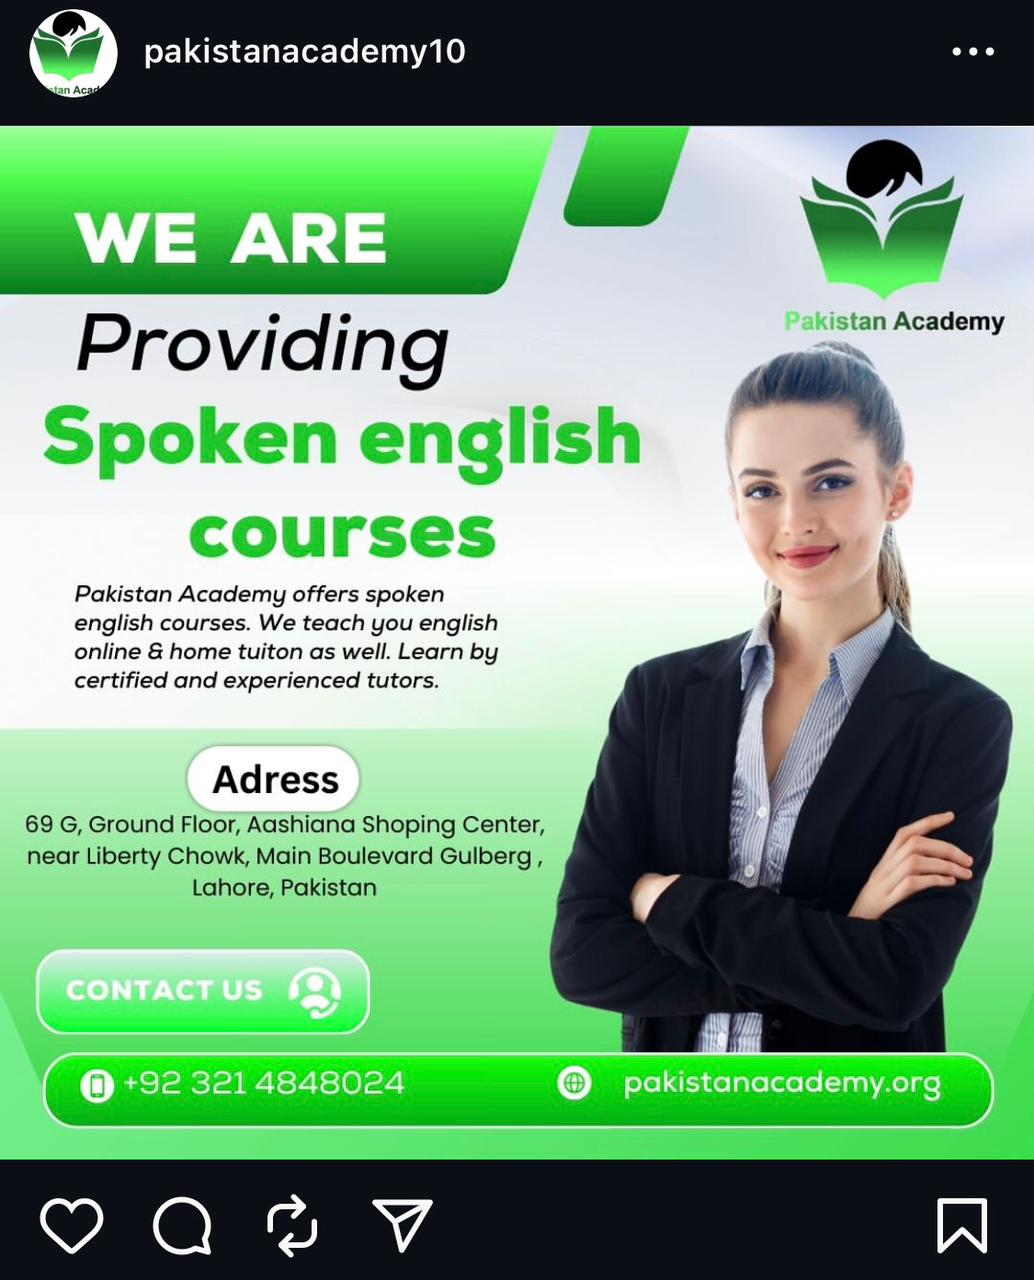 pakistanacademy10
WE ARE
Pakistan Academy
Providing
Spoken english
courses
Pakistan Academy offers spoken
english courses. We teach you english
online & home tuiton as well. Learn by
certified and experienced tutors.
Adress
69 G, Ground Floor, Aashiana Shoping Center,
near Liberty Chowk, Main Boulevard Gulberg ,
Lahore, Pakistan
CONTACT US
+92 321 4848024
pakistanacademy.org